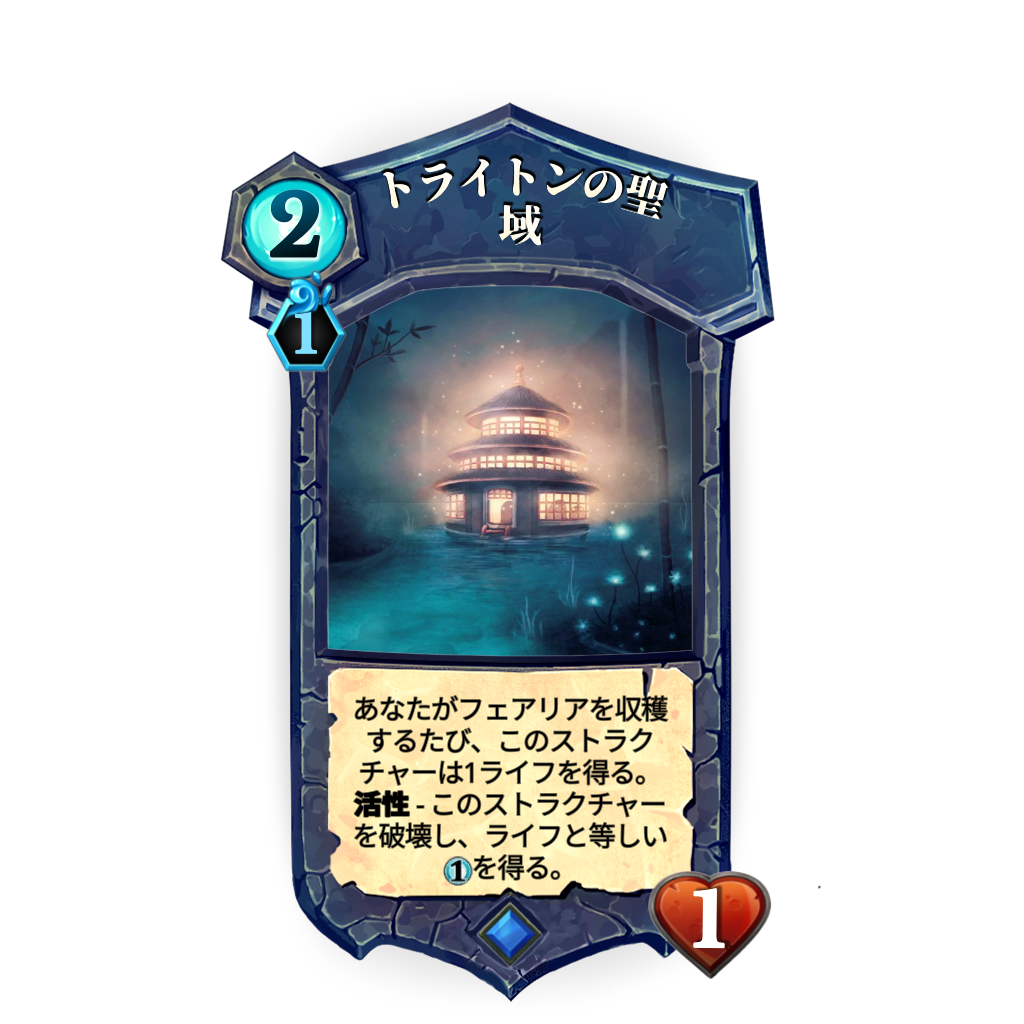 2
トライトンの聖
域
1
あなたがフェアリアを収穫
するたび、このストラク
チャーは1ライフを得る。
活性 - このストラクチャー
を破壊し、ライフと等しい
1を得る。
1